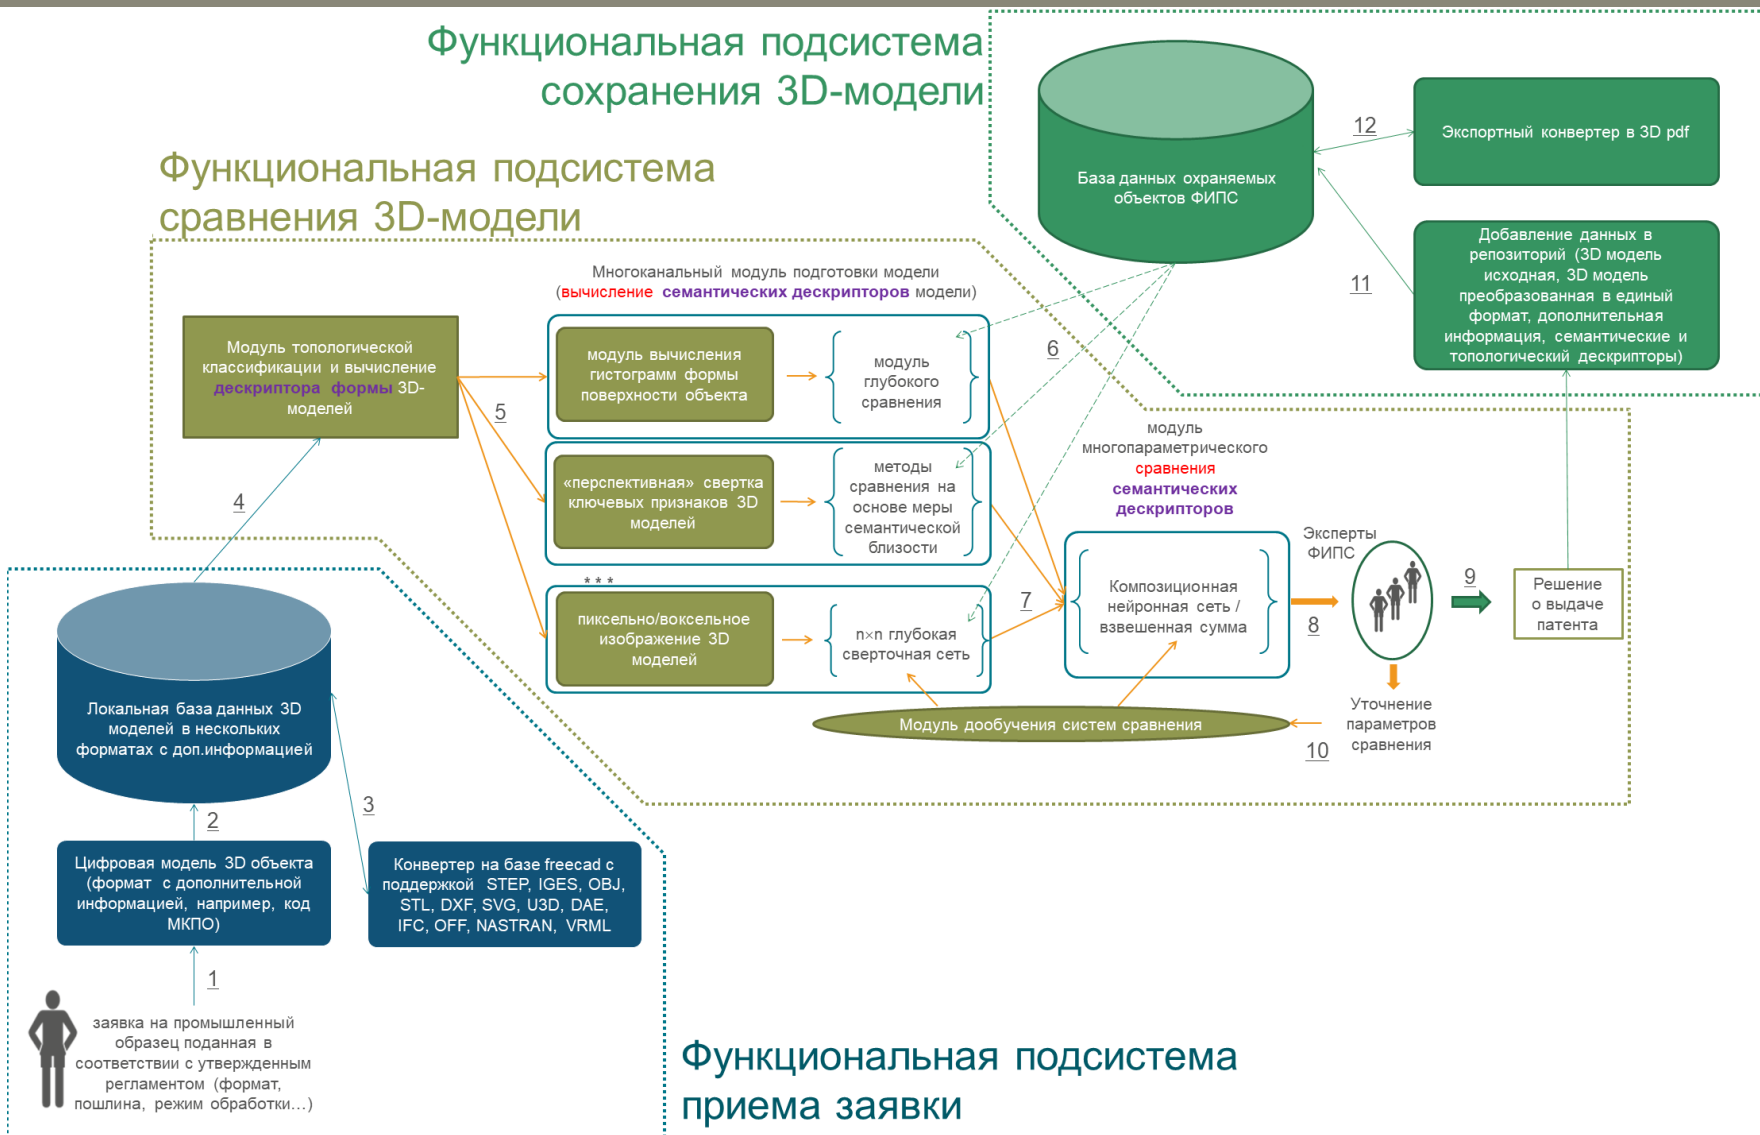 Функциональная подсистема
сохранения 3D-модели
База данных охраняемых
объектов ФИПС
12
Экспортный конвертер в 3D pdf
11
Добавление данных в
репозиторий (3D модель
исходная, 3D модель
преобразованная в единый
формат, дополнительная
информация, семантические и
топологический дескрипторы)
Функциональная подсистема
сравнения 3D-модели
Многоканальный модуль подготовки модели
(вычисление семантических дескрипторов модели)
Модуль топологической
классификации и вычисление
дескриптора формы 3D-
моделей
5
модуль вычисления
гистограмм формы
поверхности объекта
модуль
глубокого
сравнения
6
«перспективная» свертка
ключевых признаков 3D
моделей
методы
сравнения на
основе меры
семантической
близости
* * *
пиксельно/воксельное
изображение 3D
моделей
n×n глубокая
сверточная сеть
7
модуль
многопараметрического
сравнения
семантических
дескрипторов
Композиционная
нейронная сеть /
взвешенная сумма
8
Эксперты
ФИПС
9
Решение
о выдаче
патента
Уточнение
параметров
сравнения
10
Модуль дообучения систем сравнения
4
Локальная база данных 3D
моделей в нескольких
форматах с доп.информацией
2
3
Цифровая модель 3D объекта
(формат с дополнительной
информацией, например, код
МКПО)
Конвертер на базе freecad с
поддержкой STEP, IGES, OBJ,
STL, DXF, SVG, U3D, DAE,
IFC, OFF, NASTRAN, VRML
1
заявка на промышленный
образец поданная в
соответствии с утвержденным
регламентом (формат,
пошлина, режим обработки…)
Функциональная подсистема
приема заявки